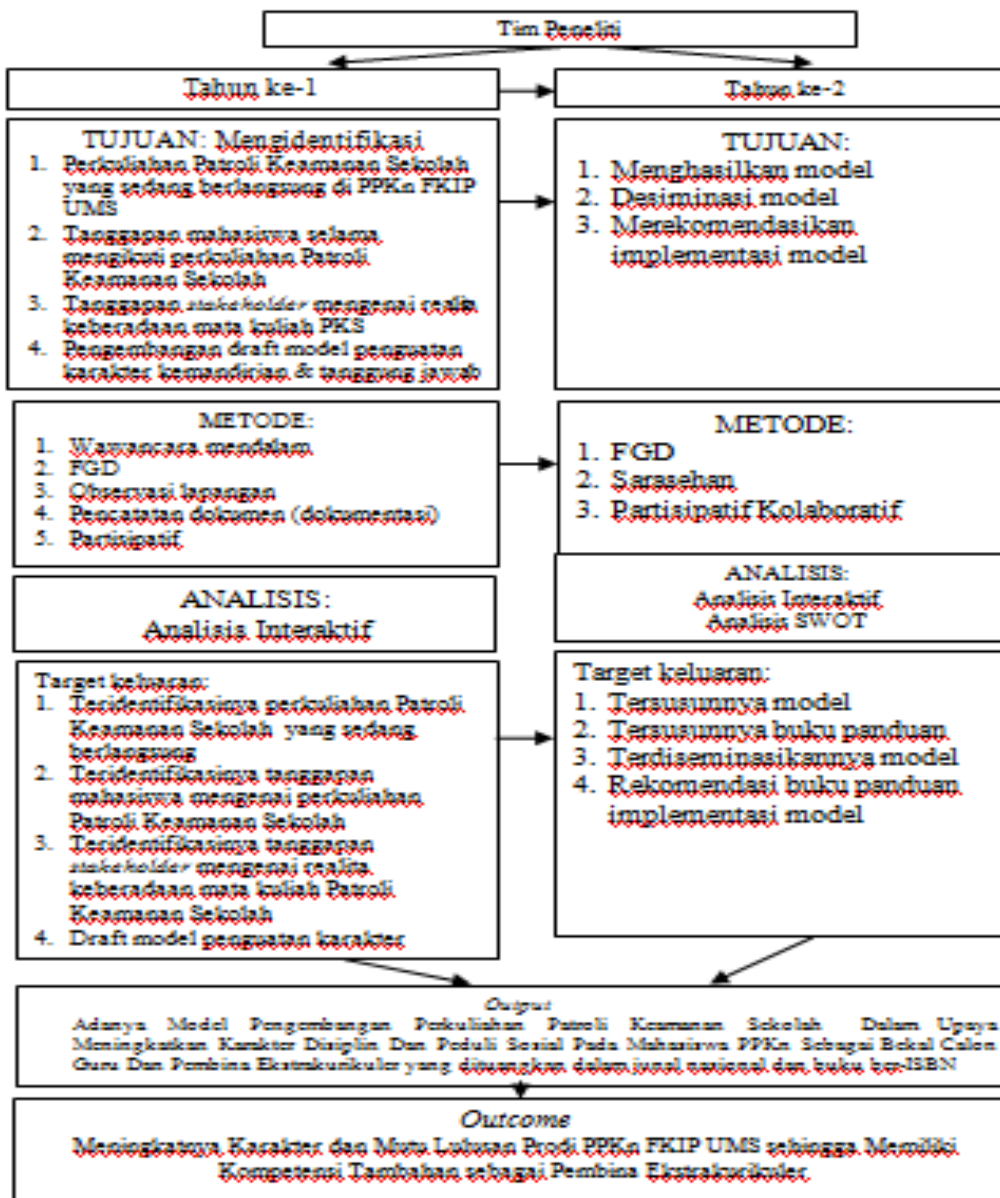 Tim Peneliti
Tahun ke-1
TUJUAN: Mengidentifikasi
1. Perkuliahan Patroli Keamanan Sekolah
yang sedang berlangsung di PPKn FKIP
UMS
2. Tanggapan mahasiswa selama
mengikuti perkuliahan Patroli
Keamanan Sekolah
3. Tanggapan stakeholder mengenai realita
keberadaan mata kuliah PKS
4. Pengembangan draft model penguatan
karakter kemandirian & tanggung jawab
METODE:
1. Wawancara mendalam
2. FGD
3. Observasi lapangan
4. Pencatatan dokumen (dokumentasi)
5. Partisipatif
ANALISIS:
Analisis Interaktif
Target keluaran:
1. Teridentifikasinya perkuliahan Patroli
Keamanan Sekolah yang sedang
berlangsung
2. Teridentifikasinya tanggapan
mahasiswa mengenai perkuliahan
Patroli Keamanan Sekolah
3. Teridentifikasinya tanggapan
stakeholder mengenai realita
keberadaan mata kuliah Patroli
Keamanan Sekolah
4. Draft model penguatan karakter
Tahun ke-2
TUJUAN:
1. Menghasilkan model
2. Desiminasi model
3. Merekomendasikan
implementasi model
METODE:
1. FGD
2. Sarasehan
3. Partisipatif Kolaboratif
ANALISIS:
Analisis Interaktif
Analisis SWOT
Target keluaran:
1. Tersusunnya model
2. Tersusunnya buku panduan
3. Terdiseminasikannya model
4. Rekomendasi buku panduan
implementasi model
Output
Adanya Model Pengembangan Perkuliahan Patroli Keamanan Sekolah Dalam Upaya
Meningkatkan Karakter Disiplin Dan Peduli Sosial Pada Mahasiswa PPKn Sebagai Bekal Calon
Guru Dan Pembina Ekstrakurikuler yang dituangkan dalam junal nasional dan buku ber-ISBN
Outcome
Meningkatnya Karakter dan Mutu Lulusan Prodi PPKn FKIP UMS sehingga Memiliki
Kompetensi Tambahan sebagai Pembina Ekstrakurikuler